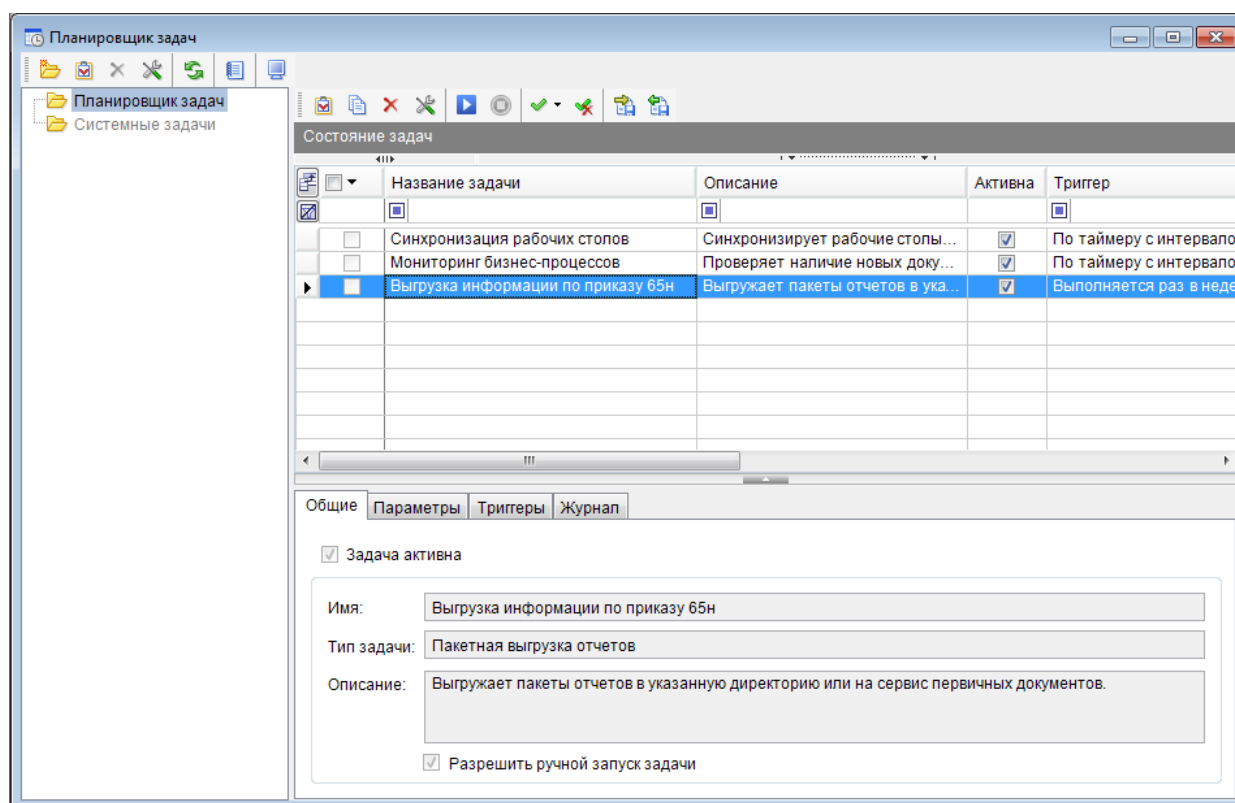 Планировщик задач
Планировщик задач
Системные задачи
Состояние задач
Название задачи Описание Активна Триггер
Синхронизация рабочих столов Синхронизирует рабочие столы... По таймеру с интервало
Мониторинг бизнес-процессов Проверяет наличие новых доку... По таймеру с интервало
Выгрузка информации по приказу 65н Выгружает пакеты отчетов в ука... Выполняется раз в неде
Общие Параметры Триггеры Журнал
Задача активна
Имя: Выгрузка информации по приказу 65н
Тип задачи: Пакетная выгрузка отчетов
Описание: Выгружает пакеты отчетов в указанную директорию или на сервис первичных документов.
Разрешить ручной запуск задачи